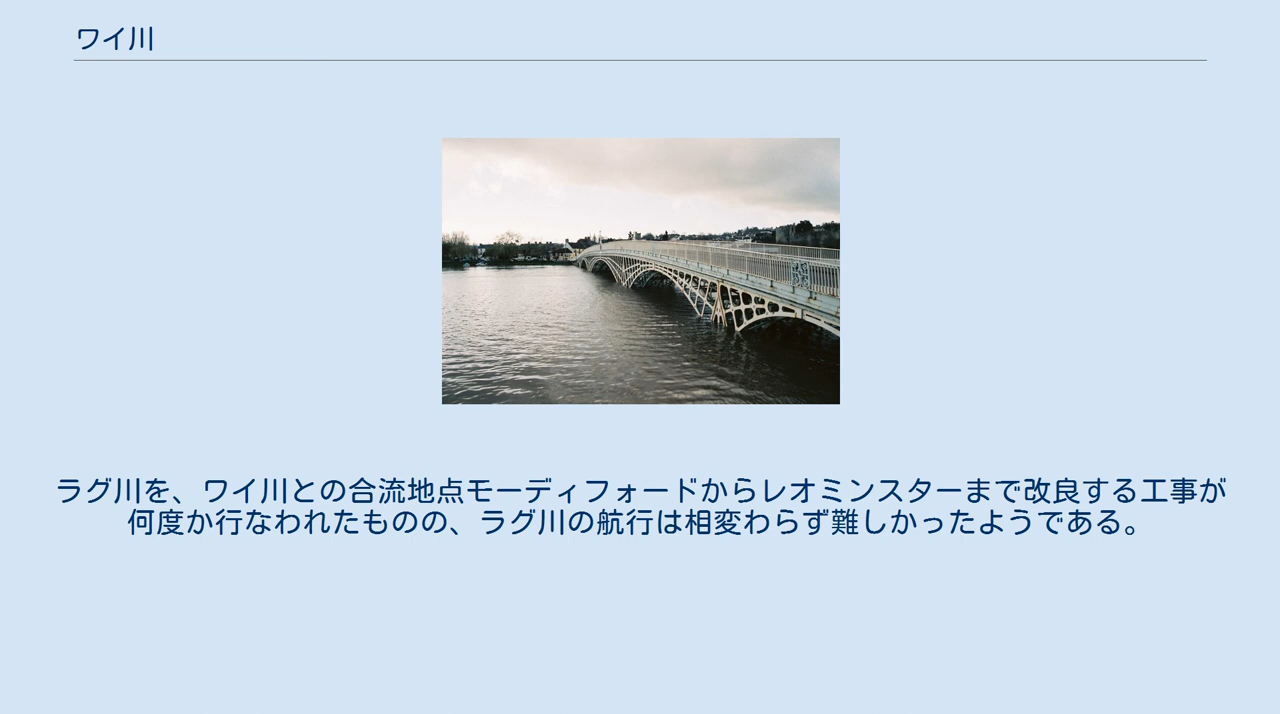 ワイ川
ラグ川を、ワイ川との合流地点モーディフォードからレオミンスターまで改良する工事が
何度か行なわれたものの、ラグ川の航行は相変わらず難しかったようである。